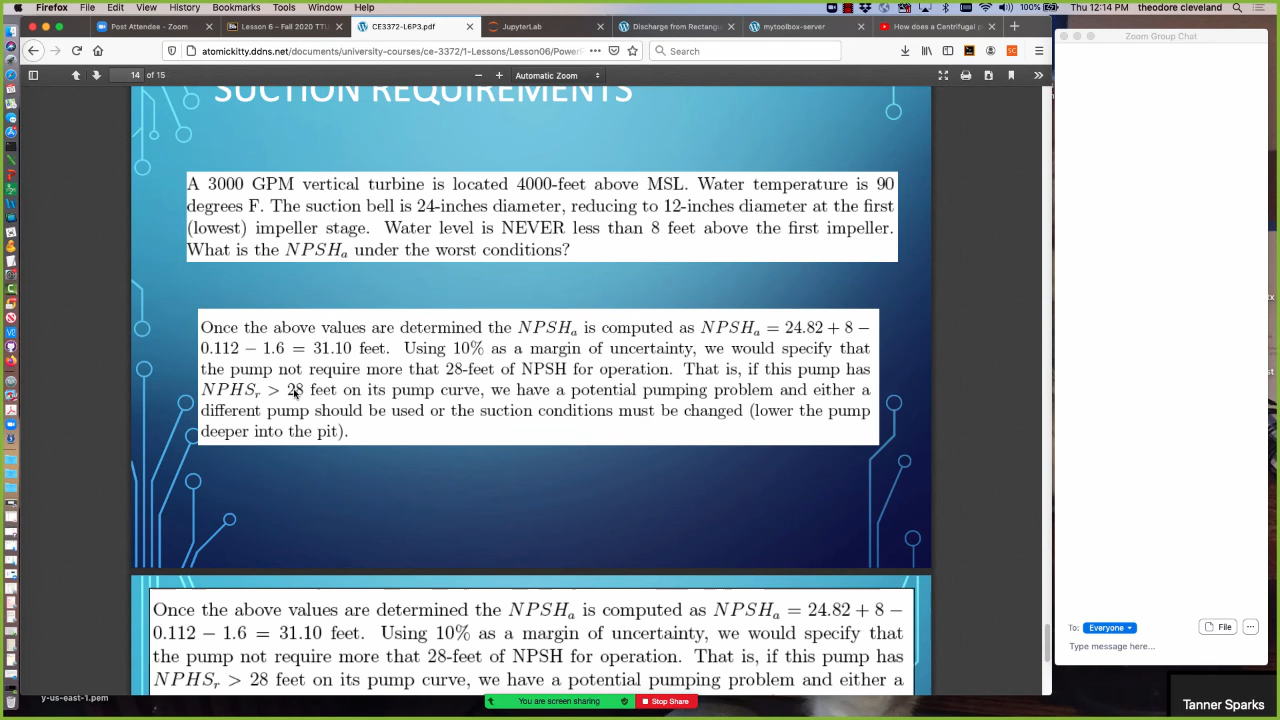 Firefox File Edit View History Bookmarks Tools Window Help 100% Thu 12:14 PM theodore cleveland
Post Attendee - Zoom Lesson 6 – Fall 2020 TTU CE3372-L6P3.pdf JupyterLab Discharge from Rectangu mytoolbox-server How does a Centrifugal p
atomickitty.ddns.net/documents/university-courses/ce-3372/1-Lessons/Lesson06/Power Search
14 of 15 Automatic Zoom
Zoom Group Chat
SUCTION REQUIREMENTS
A 3000 GPM vertical turbine is located 4000-feet above MSL. Water temperature is 90
degrees F. The suction bell is 24-inches diameter, reducing to 12-inches diameter at the first
(lowest) impeller stage. Water level is NEVER less than 8 feet above the first impeller.
What is the NPSHa under the worst conditions?
Once the above values are determined the NPSHa is computed as NPSHa = 24.82 + 8 −
0.112 − 1.6 = 31.10 feet. Using 10% as a margin of uncertainty, we would specify that
the pump not require more that 28-feet of NPSH for operation. That is, if this pump has
NPHSr > 28 feet on its pump curve, we have a potential pumping problem and either a
different pump should be used or the suction conditions must be changed (lower the pump
deeper into the pit).
Once the above values are determined the NPSHa is computed as NPSHa = 24.82 + 8 −
0.112 − 1.6 = 31.10 feet. Using 10% as a margin of uncertainty, we would specify that
the pump not require more that 28-feet of NPSH for operation. That is, if this pump has
NPHSr > 28 feet on its pump curve, we have a potential pumping problem and either a
To: Everyone File
Type message here...
y-us-east-1.pem
You are screen sharing Stop Share
Tanner Sparks